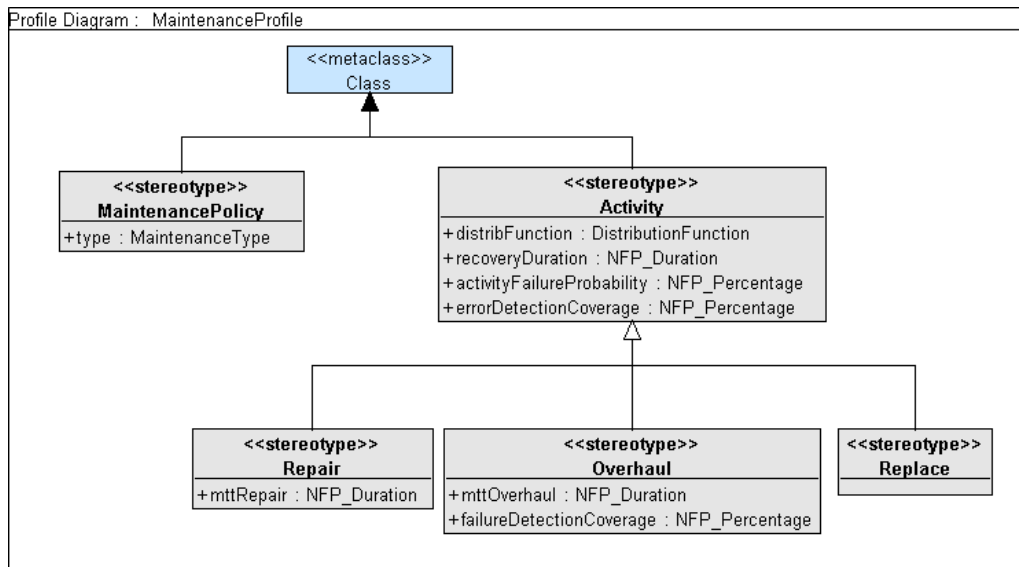 Profile Diagram : MaintenanceProfile
<<metaclass>>
Class
<<stereotype>>
MaintenancePolicy
+type : MaintenanceType
<<stereotype>>
Activity
+distribFunction : DistributionFunction
+recoveryDuration : NFP_Duration
+activityFailureProbability : NFP_Percentage
+errorDetectionCoverage : NFP_Percentage
<<stereotype>>
Repair
+mttRepair : NFP_Duration
<<stereotype>>
Overhaul
+mttOverhaul : NFP_Duration
+failureDetectionCoverage : NFP_Percentage
<<stereotype>>
Replace